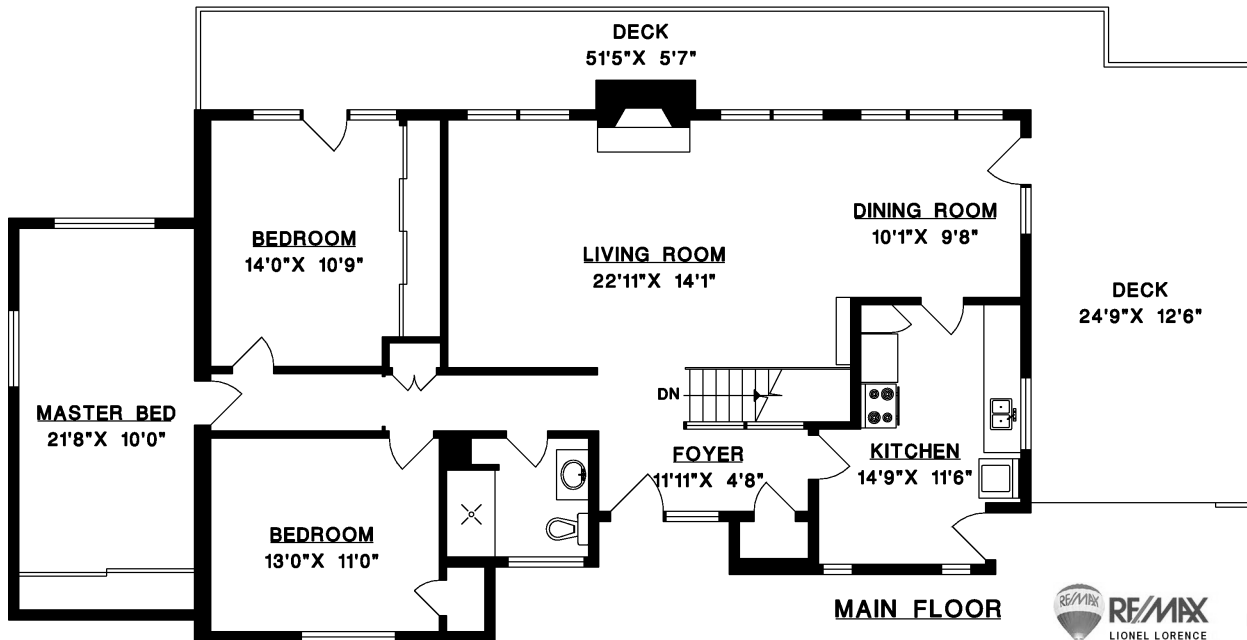 DECK
51'5"X 5'7"
BEDROOM
14'0"X 10'9"
LIVING ROOM
22'11"X 14'1"
DINING ROOM
10'1"X 9'8"
DECK
24'9"X 12'6"
MASTER BED
21'8"X 10'0"
DN
FOYER
11'11"X 4'8"
KITCHEN
14'9"X 11'6"
BEDROOM
13'0"X 11'0"
MAIN FLOOR
RE/MAX
RE/MAX
LIONEL LORENCE